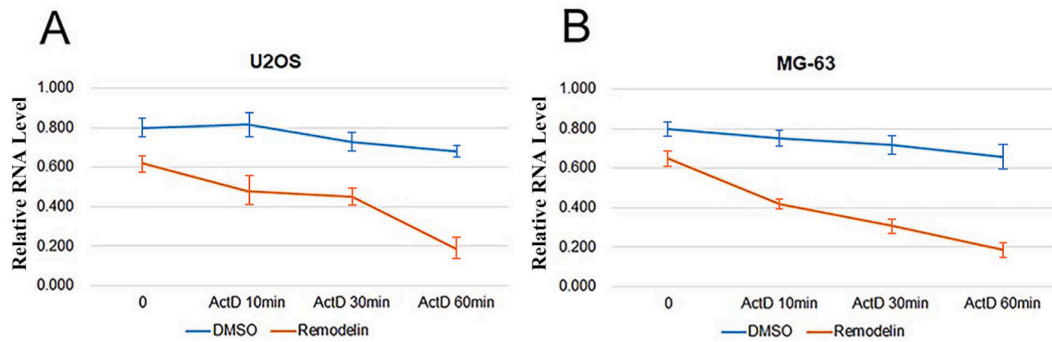 A
U2OS
Relative RNA Level
1.000
0.800
0.600
0.400
0.200
0.000
0 ActD 10min ActD 30min ActD 60min
DMSO Remodelin
B
MG-63
Relative RNA Level
1.000
0.800
0.600
0.400
0.200
0.000
0 ActD 10min ActD 30min ActD 60min
DMSO Remodelin